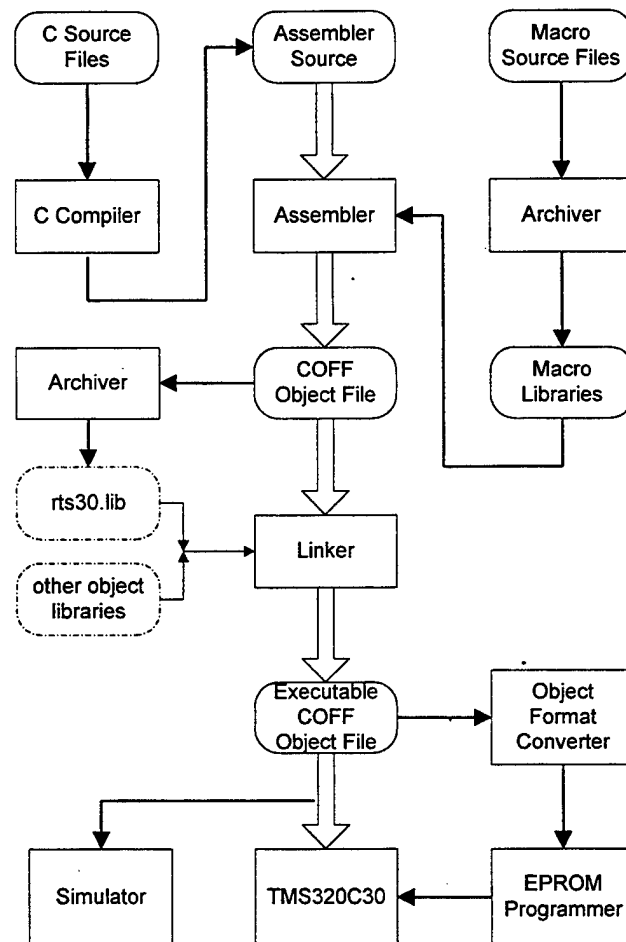 C Source
Files
Assembler
Source
Macro
Source Files
C Compiler
Assembler
Archiver
Archiver
COFF
Object File
Macro
Libraries
rts30.lib
Linker
other object
libraries
Executable
COFF
Object File
Object
Format
Converter
Simulator
TMS320C30
EPROM
Programmer